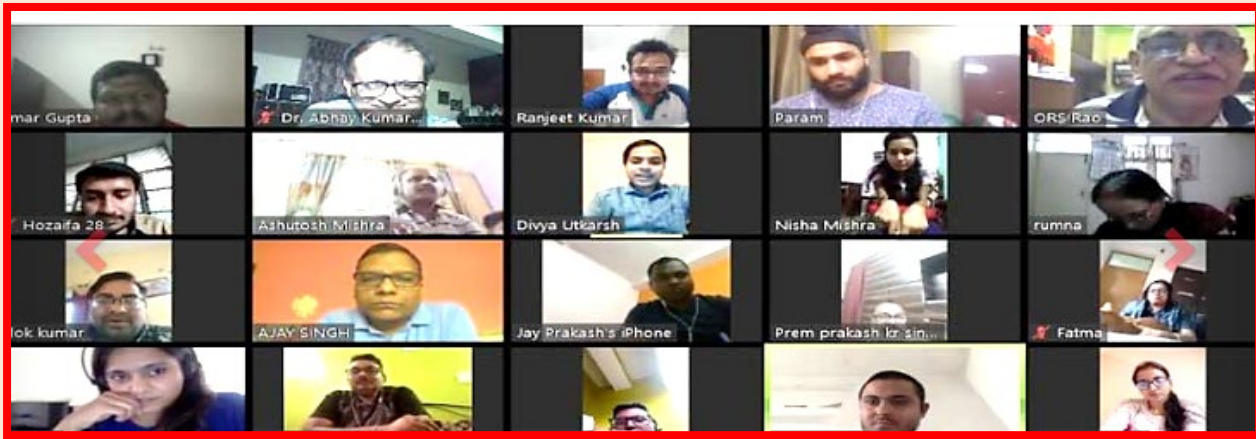 mar Gupta
Dr. Abhay Kumar...
Ranjeet Kumar
Param
ORS Rao
Hozaifa 28
Ashutosh Mishra
Divya Utkarsh
Nisha Mishra
rumna
lok kumar
AJAY SINGH
Jay Prakash's iPhone
Prem prakash kr sin...
Fatma